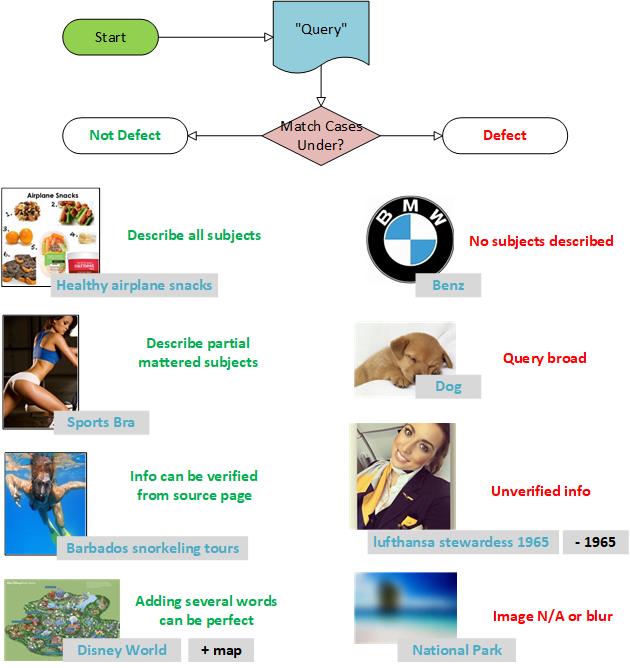 Start
"Query"
Match Cases
Under?
Not Defect
Defect
Airplane Snacks
1.
2.
3.
4.
5.
6.
Describe all subjects
Healthy airplane snacks
BMW
No subjects described
Benz
Describe partial
mattered subjects
Sports Bra
Query broad
Dog
Info can be verified
from source page
Barbados snorkeling tours
Unverified info
lufthansa stewardess 1965
- 1965
Adding several words
can be perfect
Disney World
+ map
Image N/A or blur
National Park